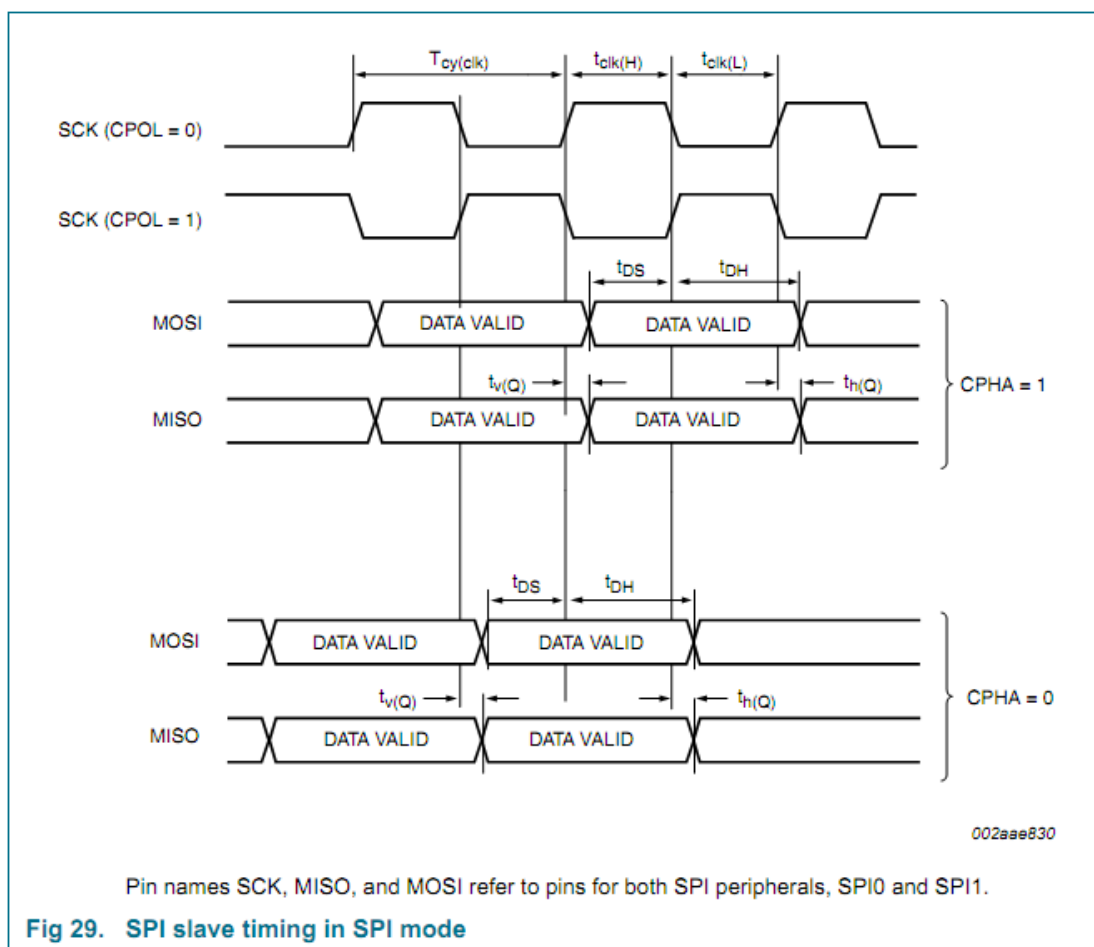 Tcy(clk) tclk(H) tclk(L)
SCK (CPOL = 0)
SCK (CPOL = 1)
tDS tDH
MOSI DATA VALID DATA VALID
tv(Q) th(Q)
CPHA = 1
MISO DATA VALID DATA VALID
tDS tDH
MOSI DATA VALID DATA VALID
tv(Q) th(Q)
CPHA = 0
MISO DATA VALID DATA VALID
002aae830
Pin names SCK, MISO, and MOSI refer to pins for both SPI peripherals, SPI0 and SPI1.
Fig 29. SPI slave timing in SPI mode